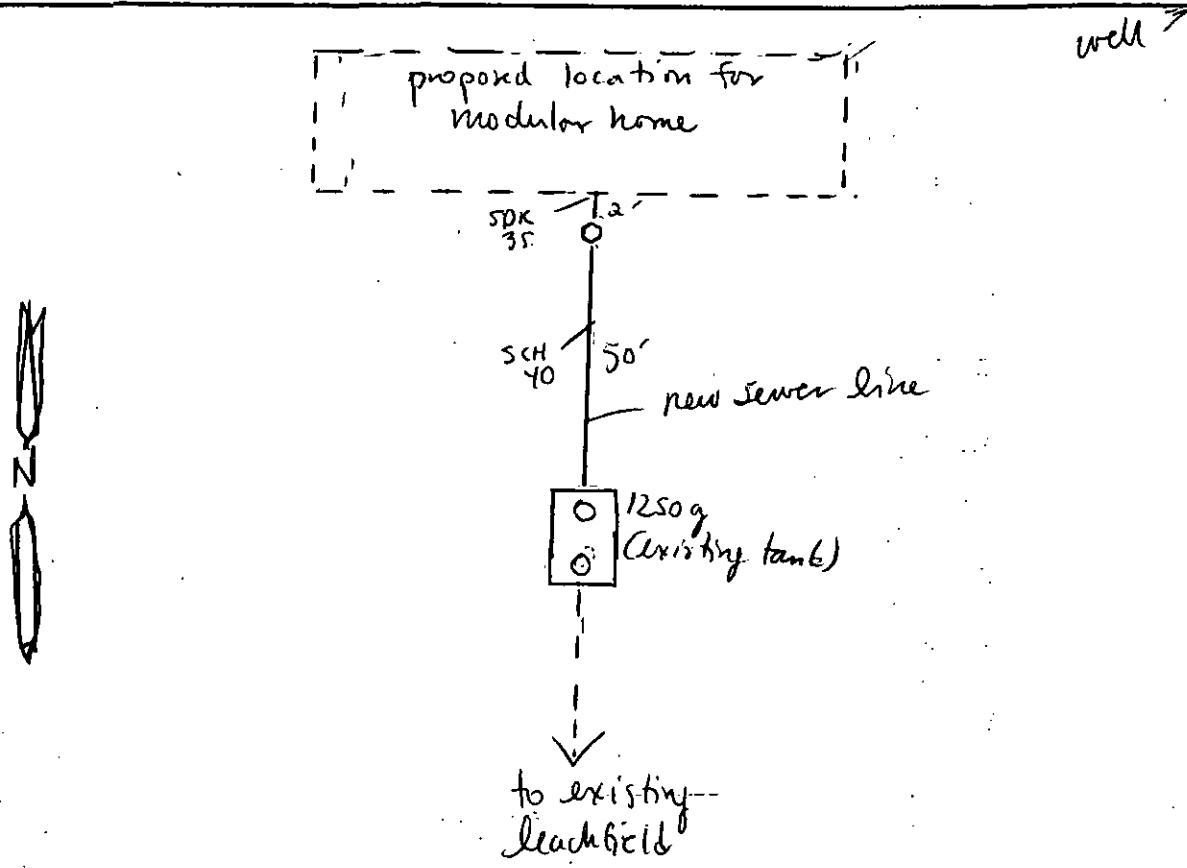 well
proposed location for
modular home
SDR
35
2'
SCH
40
50'
new sewer line
N
1250g
(existing tank)
to existing
leachfield